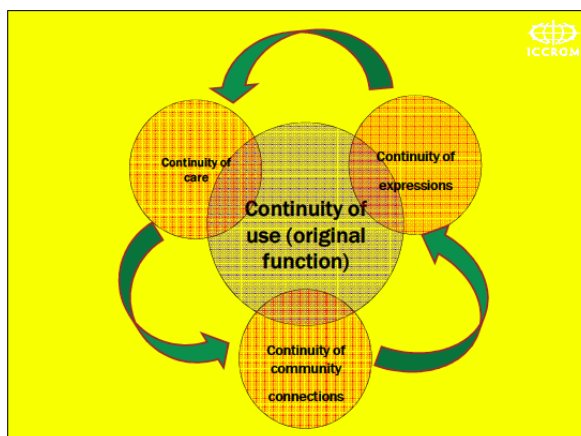 ICCROM
Continuity of
care
Continuity of
expressions
Continuity of
use (original
function)
Continuity of
community
connections